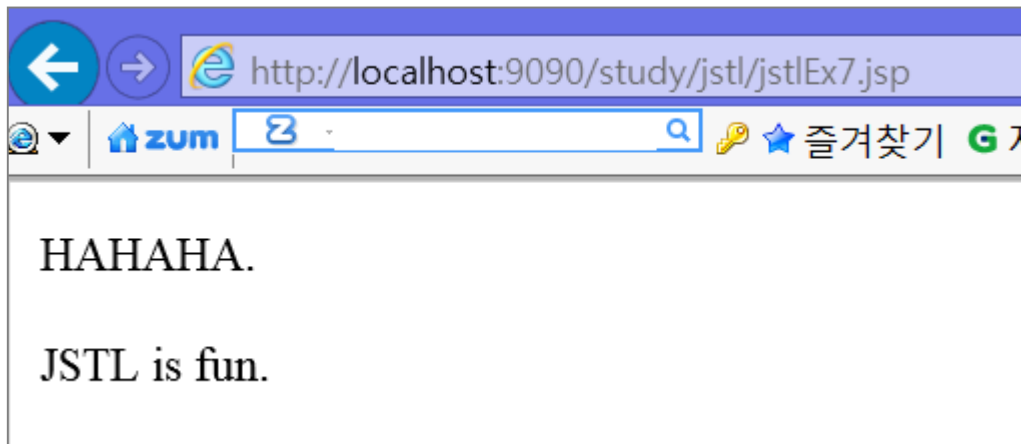 http://localhost:9090/study/jstl/jstlEx7.jsp
zum 즐겨찾기 G
HAHAHA.
JSTL is fun.